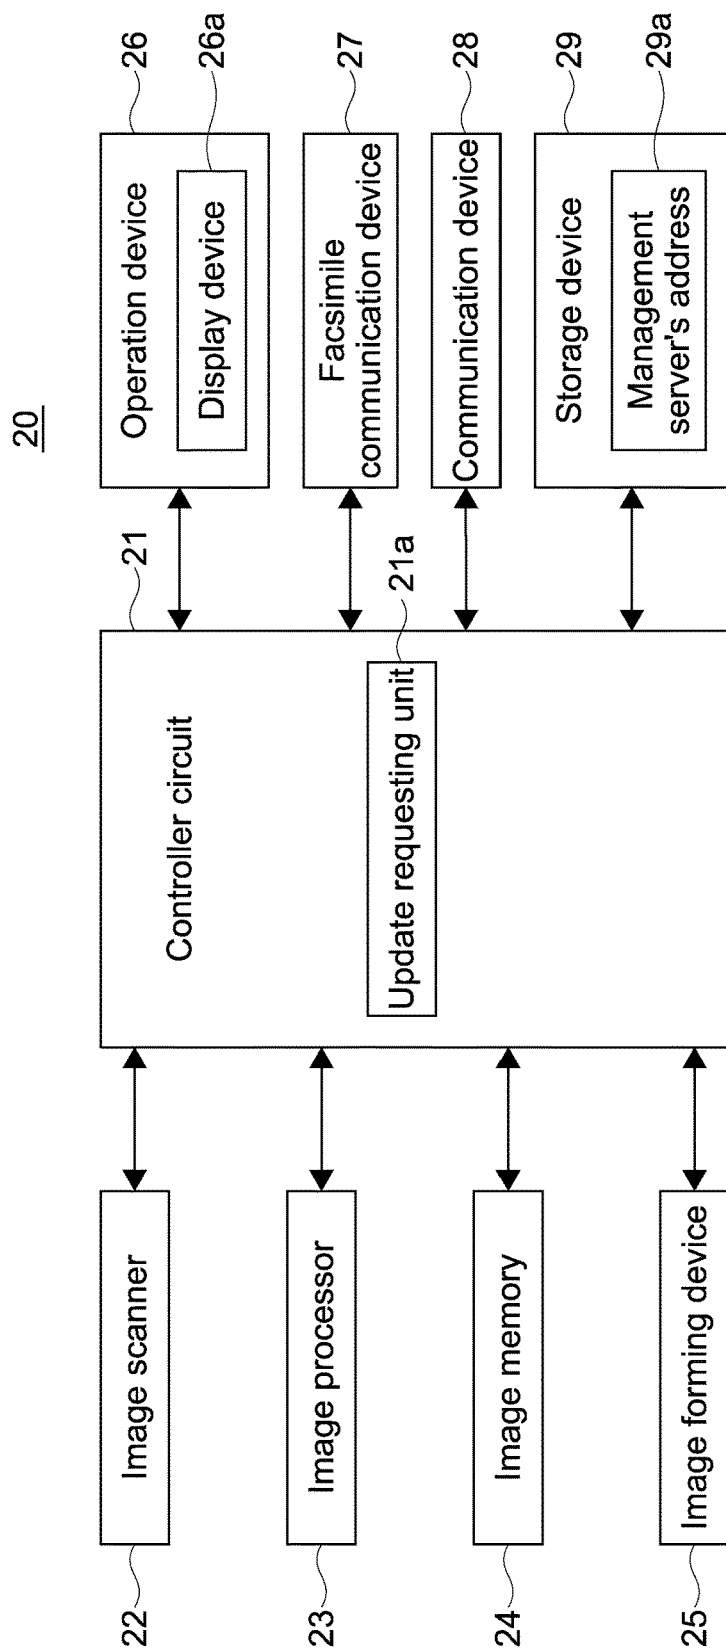 20
22
Image scanner
23
Image processor
24
Image memory
25
Image forming device
21
Controller circuit
21a
Update requesting unit
26
Operation device
26a
Display device
27
Facsimile
communication device
28
Communication device
29
Storage device
29a
Management
server's address